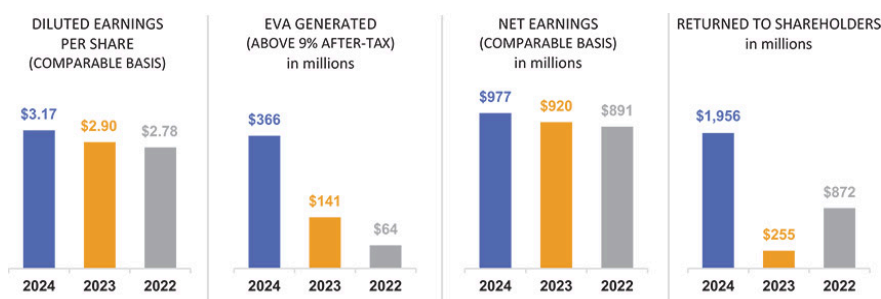 DILUTED EARNINGS
PER SHARE
(COMPARABLE BASIS)
$3.17
$2.90
$2.78
2024 2023 2022
EVA GENERATED
(ABOVE 9% AFTER-TAX)
in millions
$366
$141
$64
2024 2023 2022
NET EARNINGS
(COMPARABLE BASIS)
in millions
$977
$920
$891
2024 2023 2022
RETURNED TO SHAREHOLDERS
in millions
$1,956
$255
$872
2024 2023 2022